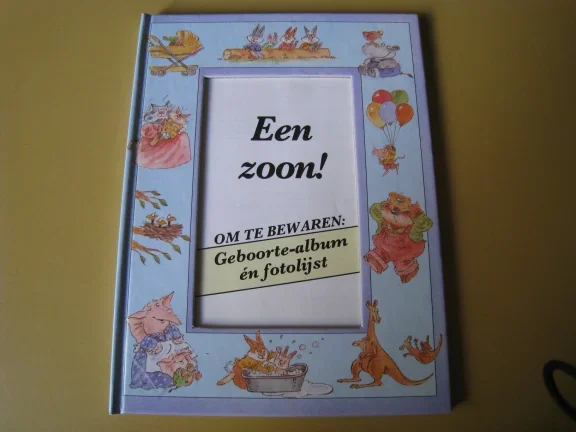 Een
zoon!
OM TE BEWAREN:
Geboorte-album
én fotolijst